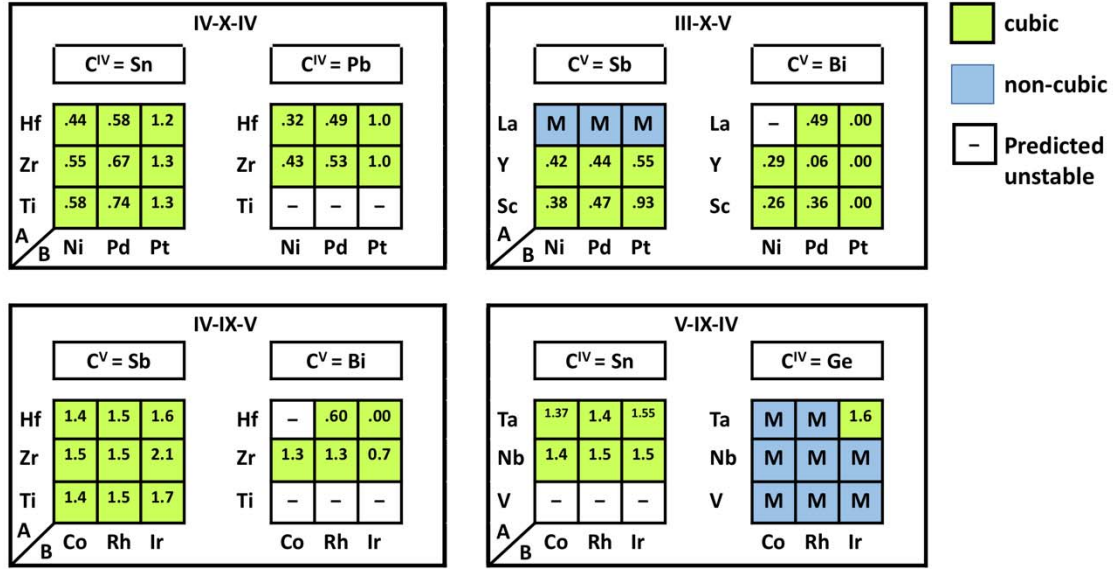 IV-X-IV
C^IV = Sn C^IV = Pb
Hf .44 .58 1.2 Hf .32 .49 1.0
Zr .55 .67 1.3 Zr .43 .53 1.0
Ti .58 .74 1.3 Ti – – –
A B Ni Pd Pt Ni Pd Pt
III-X-V
C^V = Sb C^V = Bi
La M M M La – .49 .00
Y .42 .44 .55 Y .29 .06 .00
Sc .38 .47 .93 Sc .26 .36 .00
A B Ni Pd Pt Ni Pd Pt
cubic
non-cubic
– Predicted
unstable
IV-IX-V
C^V = Sb C^V = Bi
Hf 1.4 1.5 1.6 Hf – .60 .00
Zr 1.5 1.5 2.1 Zr 1.3 1.3 0.7
Ti 1.4 1.5 1.7 Ti – – –
A B Co Rh Ir Co Rh Ir
V-IX-IV
C^IV = Sn C^IV = Ge
Ta 1.37 1.4 1.55 Ta M M 1.6
Nb 1.4 1.5 1.5 Nb M M M
V – – – V M M M
A B Co Rh Ir Co Rh Ir